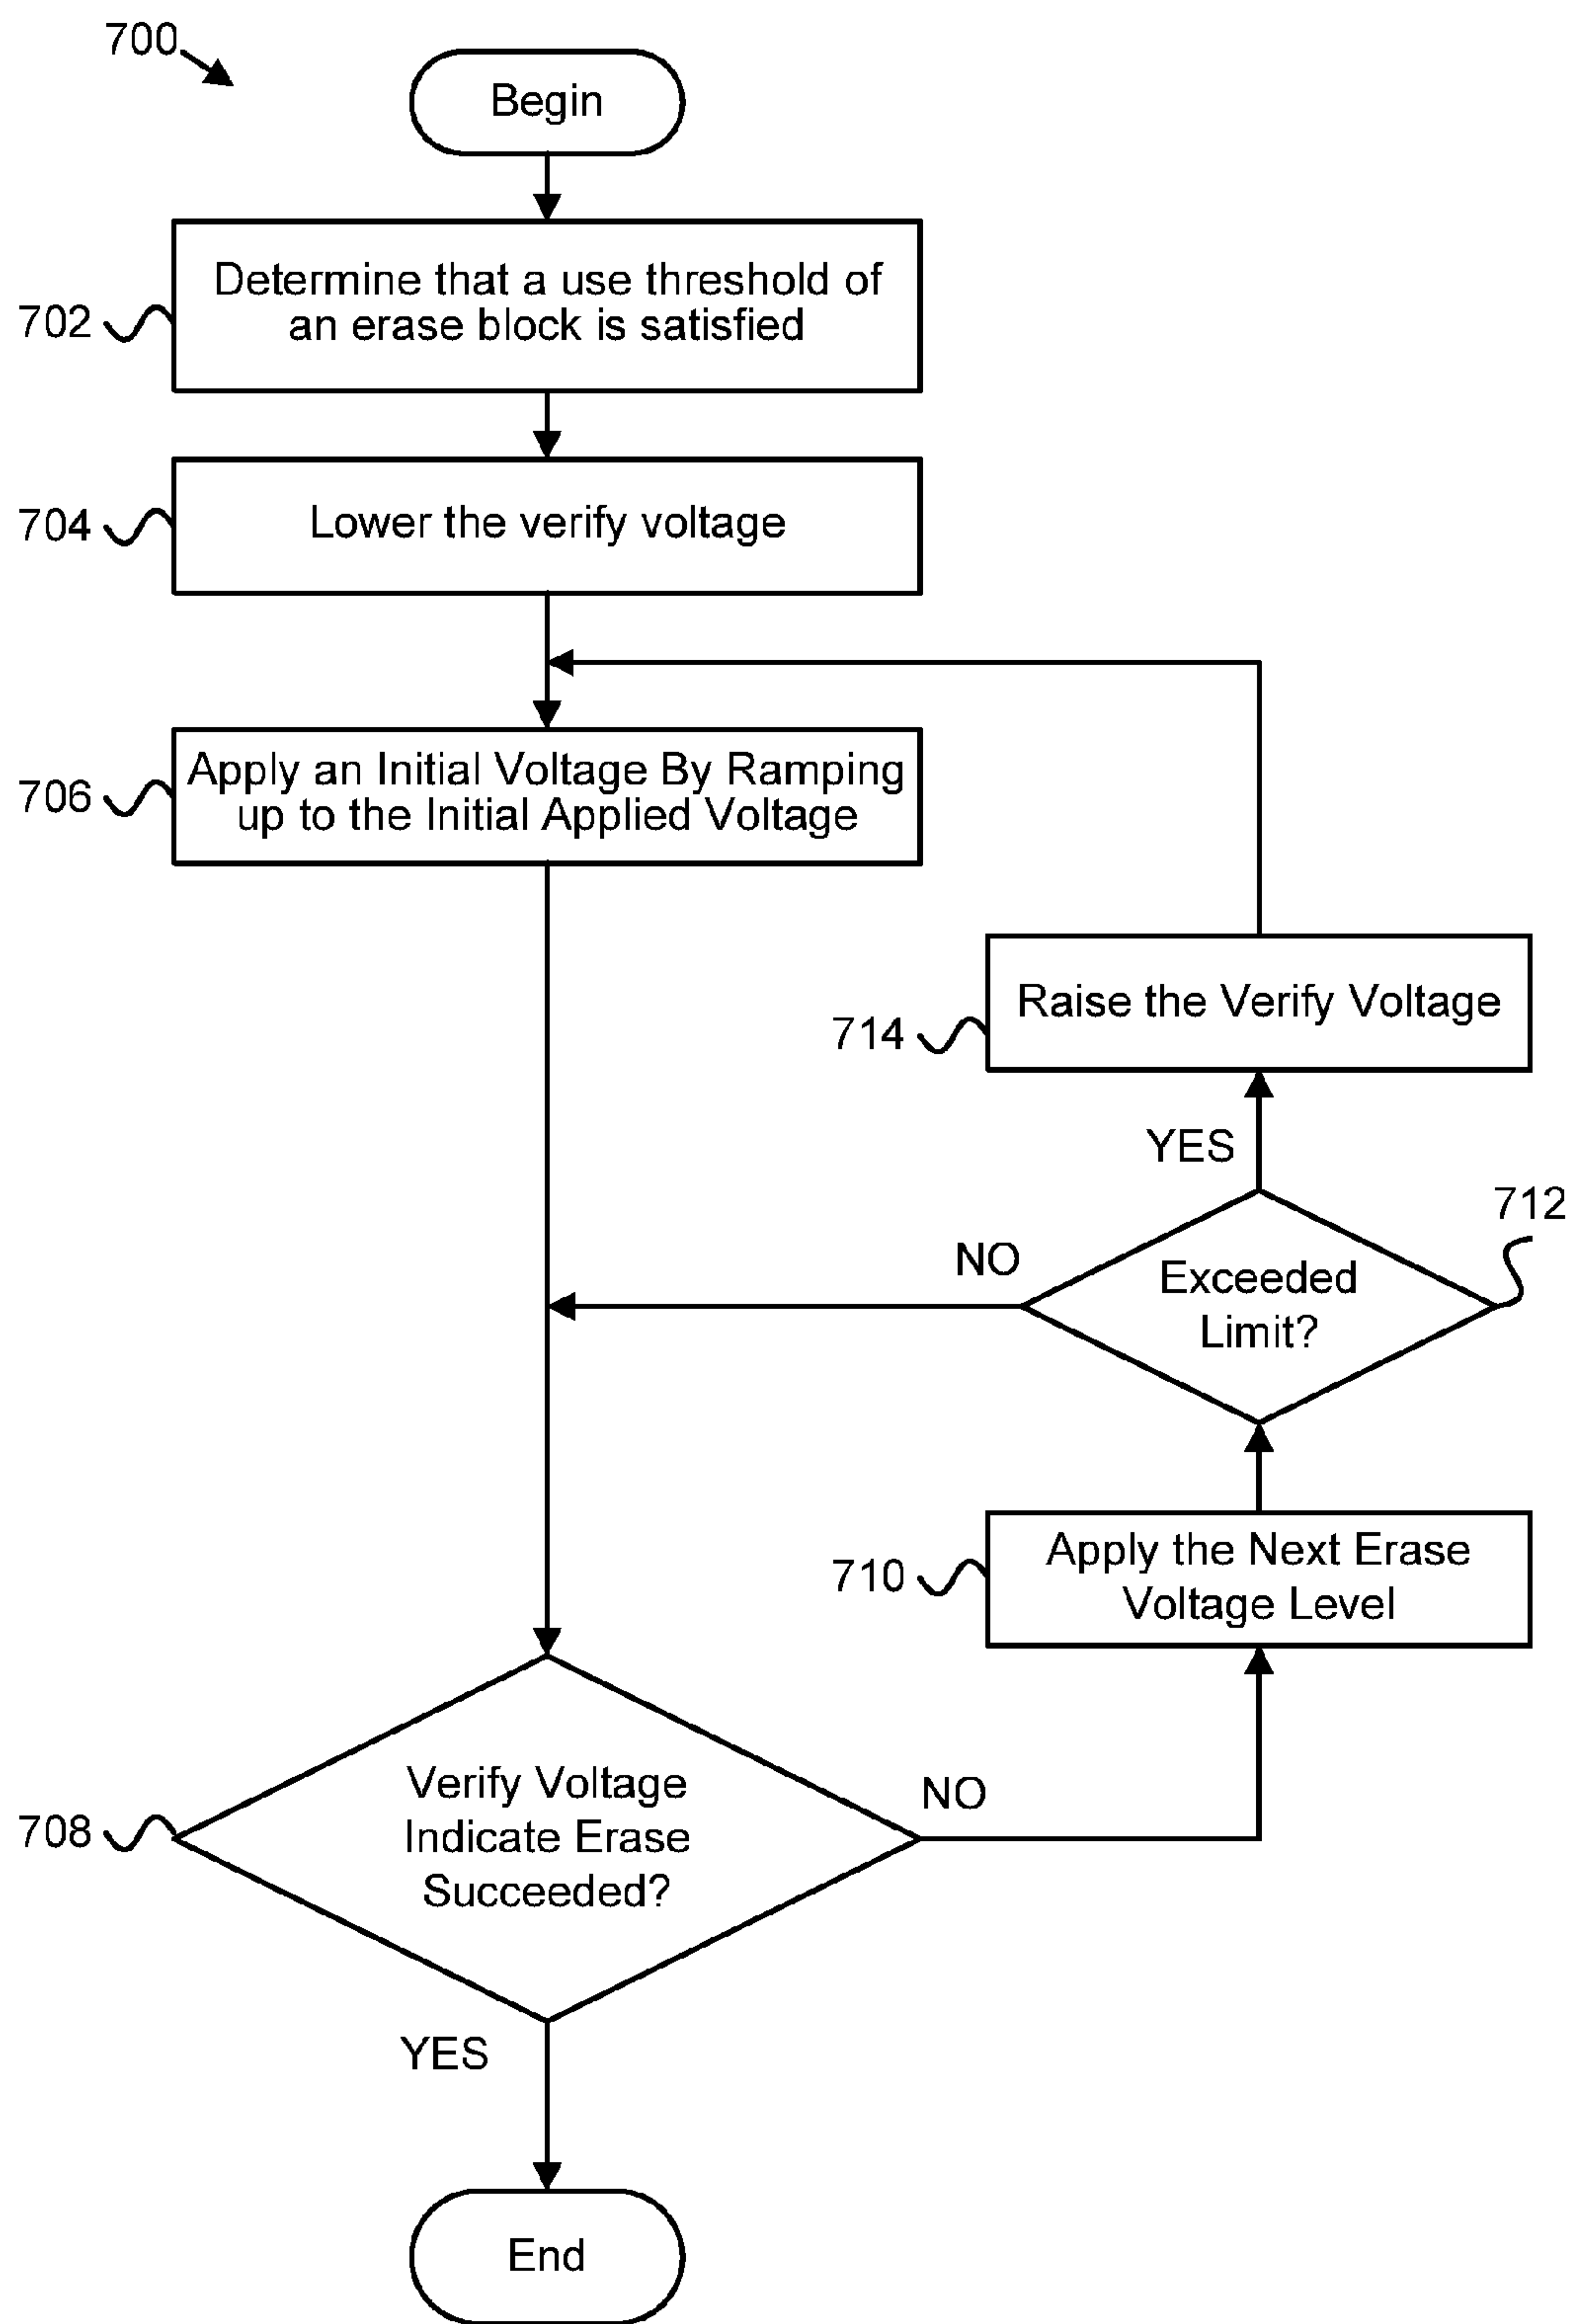 700
Begin
702
Determine that a use threshold of
an erase block is satisfied
704
Lower the verify voltage
706
Apply an Initial Voltage By Ramping
up to the Initial Applied Voltage
714
Raise the Verify Voltage
YES
712
NO
Exceeded
Limit?
710
Apply the Next Erase
Voltage Level
708
Verify Voltage
Indicate Erase
Succeeded?
NO
YES
End